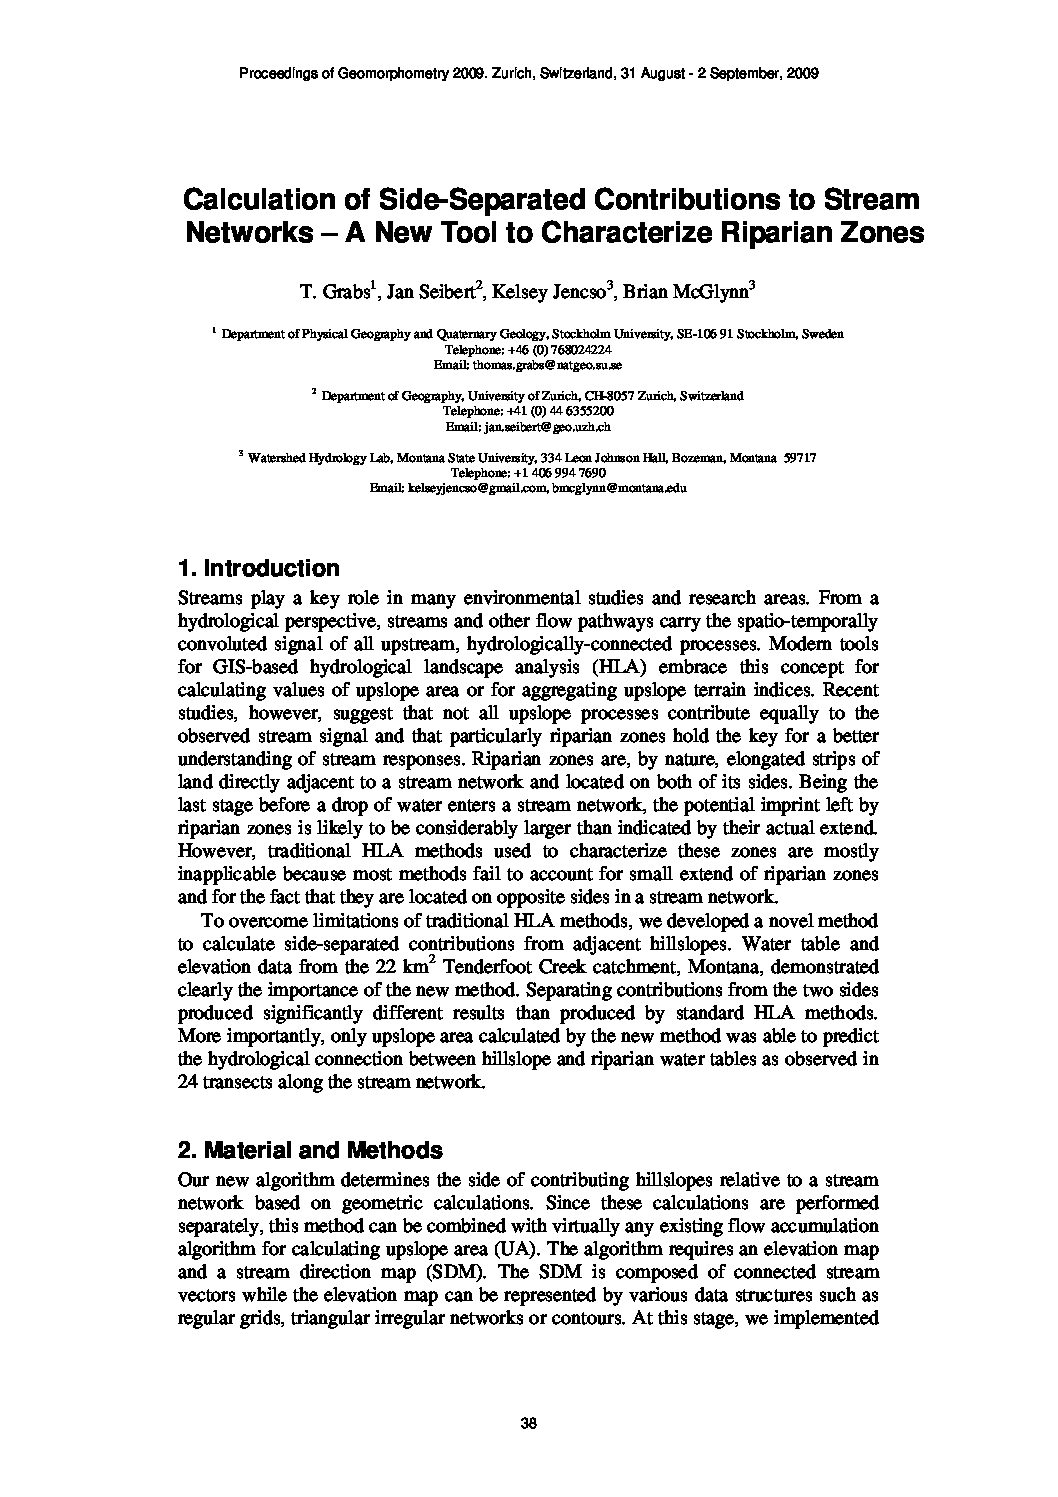 Proceedings of Geomorphometry 2009. Zurich, Switzerland, 31 August - 2 September, 2009
Calculation of Side-Separated Contributions to Stream
Networks – A New Tool to Characterize Riparian Zones
T. Grabs1, Jan Seibert2, Kelsey Jencso3, Brian McGlynn3
1 Department of Physical Geography and Quaternary Geology, Stockholm University, SE-106 91 Stockholm, Sweden
Telephone: +46 (0) 768024224
Email: thomas.grabs@natgeo.su.se
2 Department of Geography, University of Zurich, CH-8057 Zurich, Switzerland
Telephone: +41 (0) 44 6355200
Email: jan.seibert@geo.uzh.ch
3 Watershed Hydrology Lab, Montana State University, 334 Leon Johnson Hall, Bozeman, Montana 59717
Telephone: +1 406 994 7690
Email: kelseyjencso@gmail.com, bmcglynn@montana.edu
1. Introduction
Streams play a key role in many environmental studies and research areas. From a
hydrological perspective, streams and other flow pathways carry the spatio-temporally
convoluted signal of all upstream, hydrologically-connected processes. Modern tools
for GIS-based hydrological landscape analysis (HLA) embrace this concept for
calculating values of upslope area or for aggregating upslope terrain indices. Recent
studies, however, suggest that not all upslope processes contribute equally to the
observed stream signal and that particularly riparian zones hold the key for a better
understanding of stream responses. Riparian zones are, by nature, elongated strips of
land directly adjacent to a stream network and located on both of its sides. Being the
last stage before a drop of water enters a stream network, the potential imprint left by
riparian zones is likely to be considerably larger than indicated by their actual extend.
However, traditional HLA methods used to characterize these zones are mostly
inapplicable because most methods fail to account for small extend of riparian zones
and for the fact that they are located on opposite sides in a stream network.
To overcome limitations of traditional HLA methods, we developed a novel method
to calculate side-separated contributions from adjacent hillslopes. Water table and
elevation data from the 22 km2 Tenderfoot Creek catchment, Montana, demonstrated
clearly the importance of the new method. Separating contributions from the two sides
produced significantly different results than produced by standard HLA methods.
More importantly, only upslope area calculated by the new method was able to predict
the hydrological connection between hillslope and riparian water tables as observed in
24 transects along the stream network.
2. Material and Methods
Our new algorithm determines the side of contributing hillslopes relative to a stream
network based on geometric calculations. Since these calculations are performed
separately, this method can be combined with virtually any existing flow accumulation
algorithm for calculating upslope area (UA). The algorithm requires an elevation map
and a stream direction map (SDM). The SDM is composed of connected stream
vectors while the elevation map can be represented by various data structures such as
regular grids, triangular irregular networks or contours. At this stage, we implemented
38